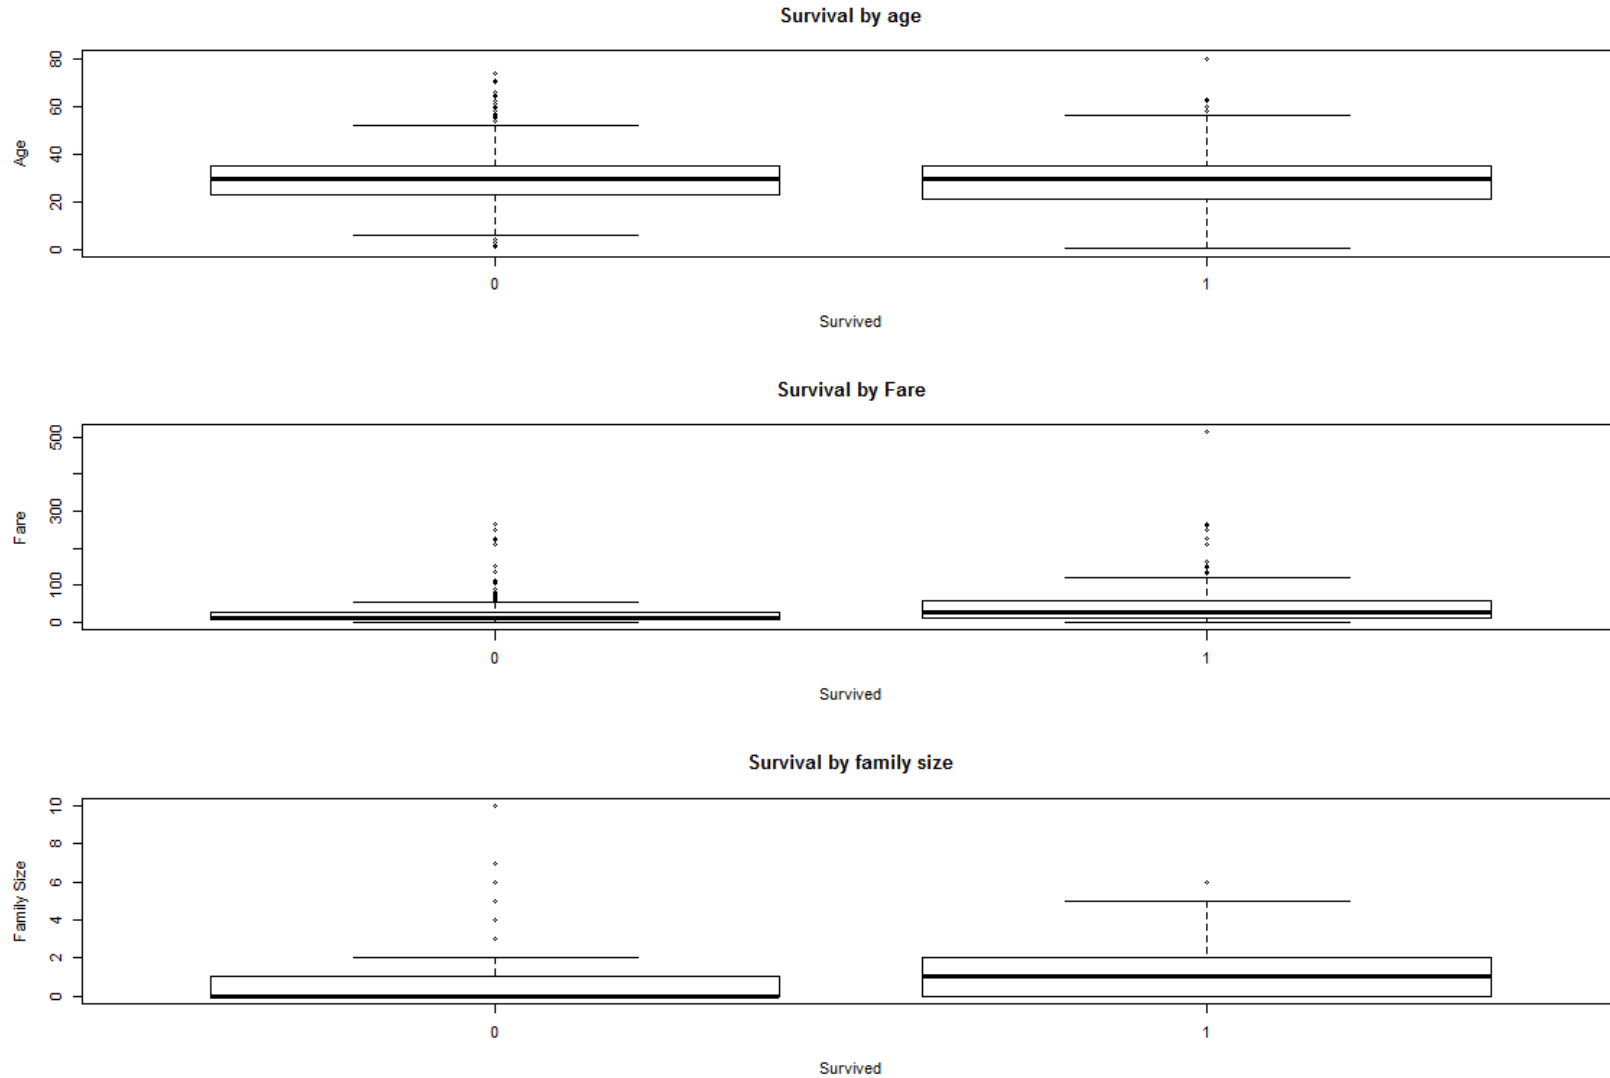 Survival by age
Age
80
60
40
20
0
0 1
Survived
Survival by Fare
Fare
500
300
100
0
0 1
Survived
Survival by family size
Family Size
10
8
6
4
2
0
0 1
Survived